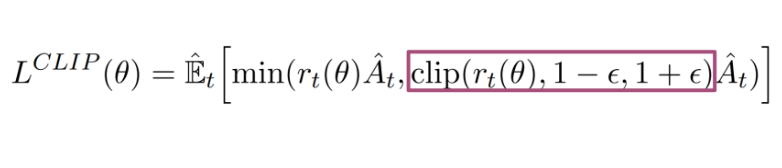 L^{CLIP}(θ) = Ê_t[min(r_t(θ)Â_t, clip(r_t(θ), 1 − ϵ, 1 + ϵ)Â_t)]